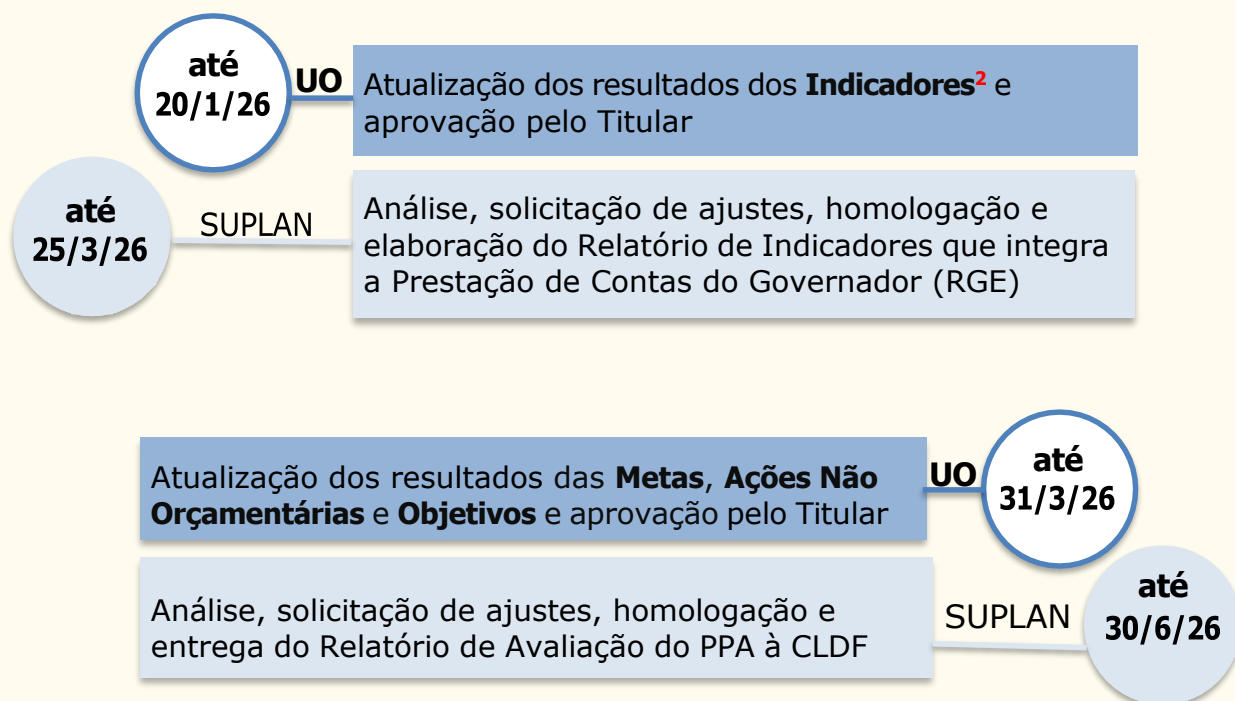 até
20/1/26
UO
Atualização dos resultados dos Indicadores² e
aprovação pelo Titular
até
25/3/26
SUPLAN
Análise, solicitação de ajustes, homologação e
elaboração do Relatório de Indicadores que integra
a Prestação de Contas do Governador (RGE)
Atualização dos resultados das Metas, Ações Não
Orçamentárias e Objetivos e aprovação pelo Titular
UO
até
31/3/26
Análise, solicitação de ajustes, homologação e
entrega do Relatório de Avaliação do PPA à CLDF
SUPLAN
até
30/6/26